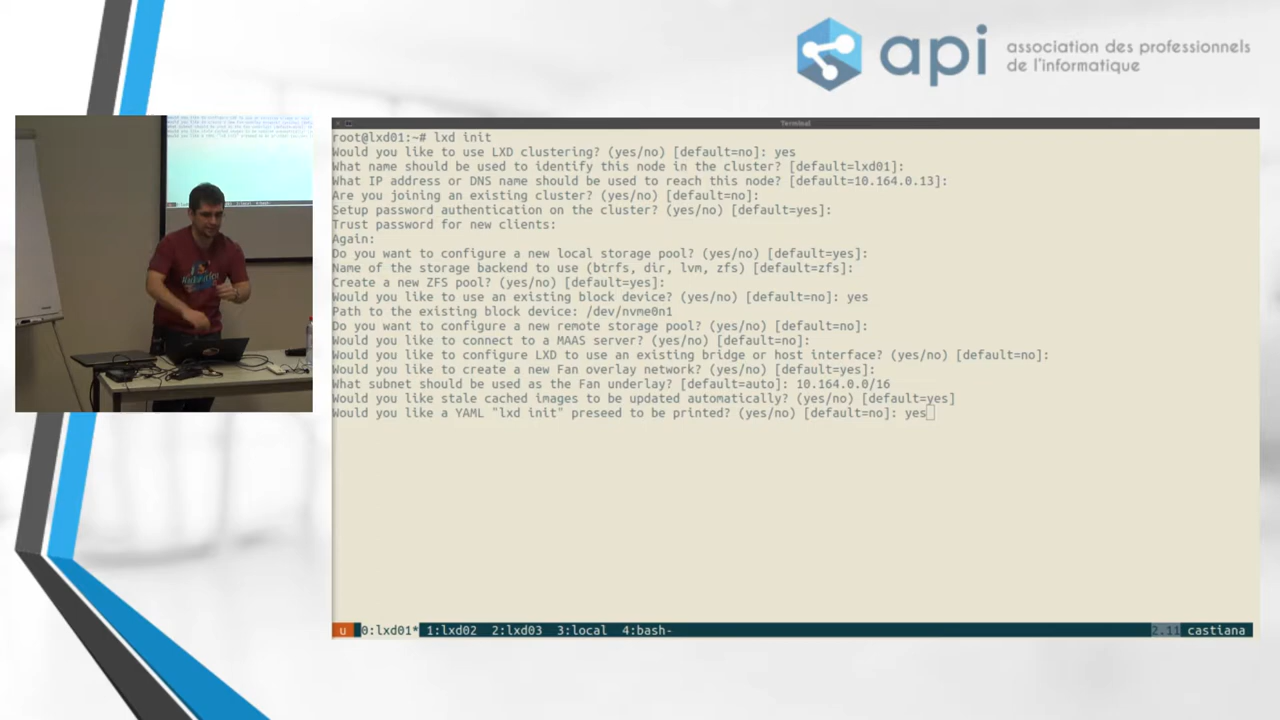 api
association des professionnels
de l'informatique
Terminal
root@lxd01:~# lxd init
Would you like to use LXD clustering? (yes/no) [default=no]: yes
What name should be used to identify this node in the cluster? [default=lxd01]:
What IP address or DNS name should be used to reach this node? [default=10.164.0.13]:
Are you joining an existing cluster? (yes/no) [default=no]:
Setup password authentication on the cluster? (yes/no) [default=yes]:
Trust password for new clients:
Again:
Do you want to configure a new local storage pool? (yes/no) [default=yes]:
Name of the storage backend to use (btrfs, dir, lvm, zfs) [default=zfs]:
Create a new ZFS pool? (yes/no) [default=yes]:
Would you like to use an existing block device? (yes/no) [default=no]: yes
Path to the existing block device: /dev/nvme0n1
Do you want to configure a new remote storage pool? (yes/no) [default=no]:
Would you like to connect to a MAAS server? (yes/no) [default=no]:
Would you like to configure LXD to use an existing bridge or host interface? (yes/no) [default=no]:
Would you like to create a new Fan overlay network? (yes/no) [default=yes]:
What subnet should be used as the Fan underlay? [default=auto]: 10.164.0.0/16
Would you like stale cached images to be updated automatically? (yes/no) [default=yes]
Would you like a YAML "lxd init" preseed to be printed? (yes/no) [default=no]: yes
u 0:lxd01* 1:lxd02 2:lxd03 3:local 4:bash- 2.11 castiana